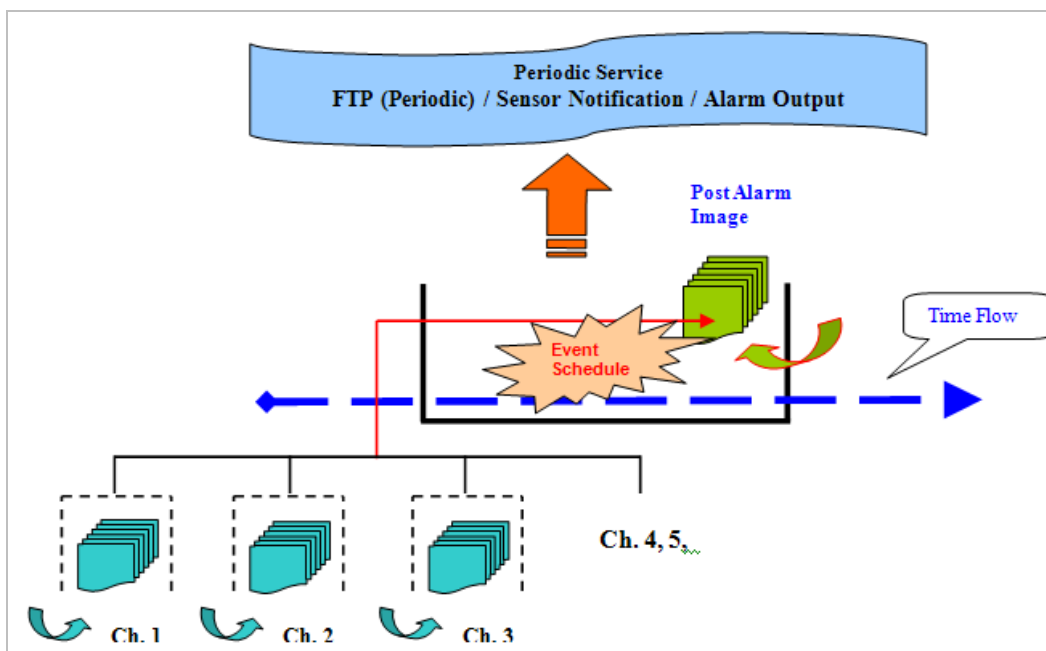 Periodic Service
FTP (Periodic) / Sensor Notification / Alarm Output
Post Alarm
Image
Time Flow
Event
Schedule
Ch. 4, 5,
Ch. 1
Ch. 2
Ch. 3